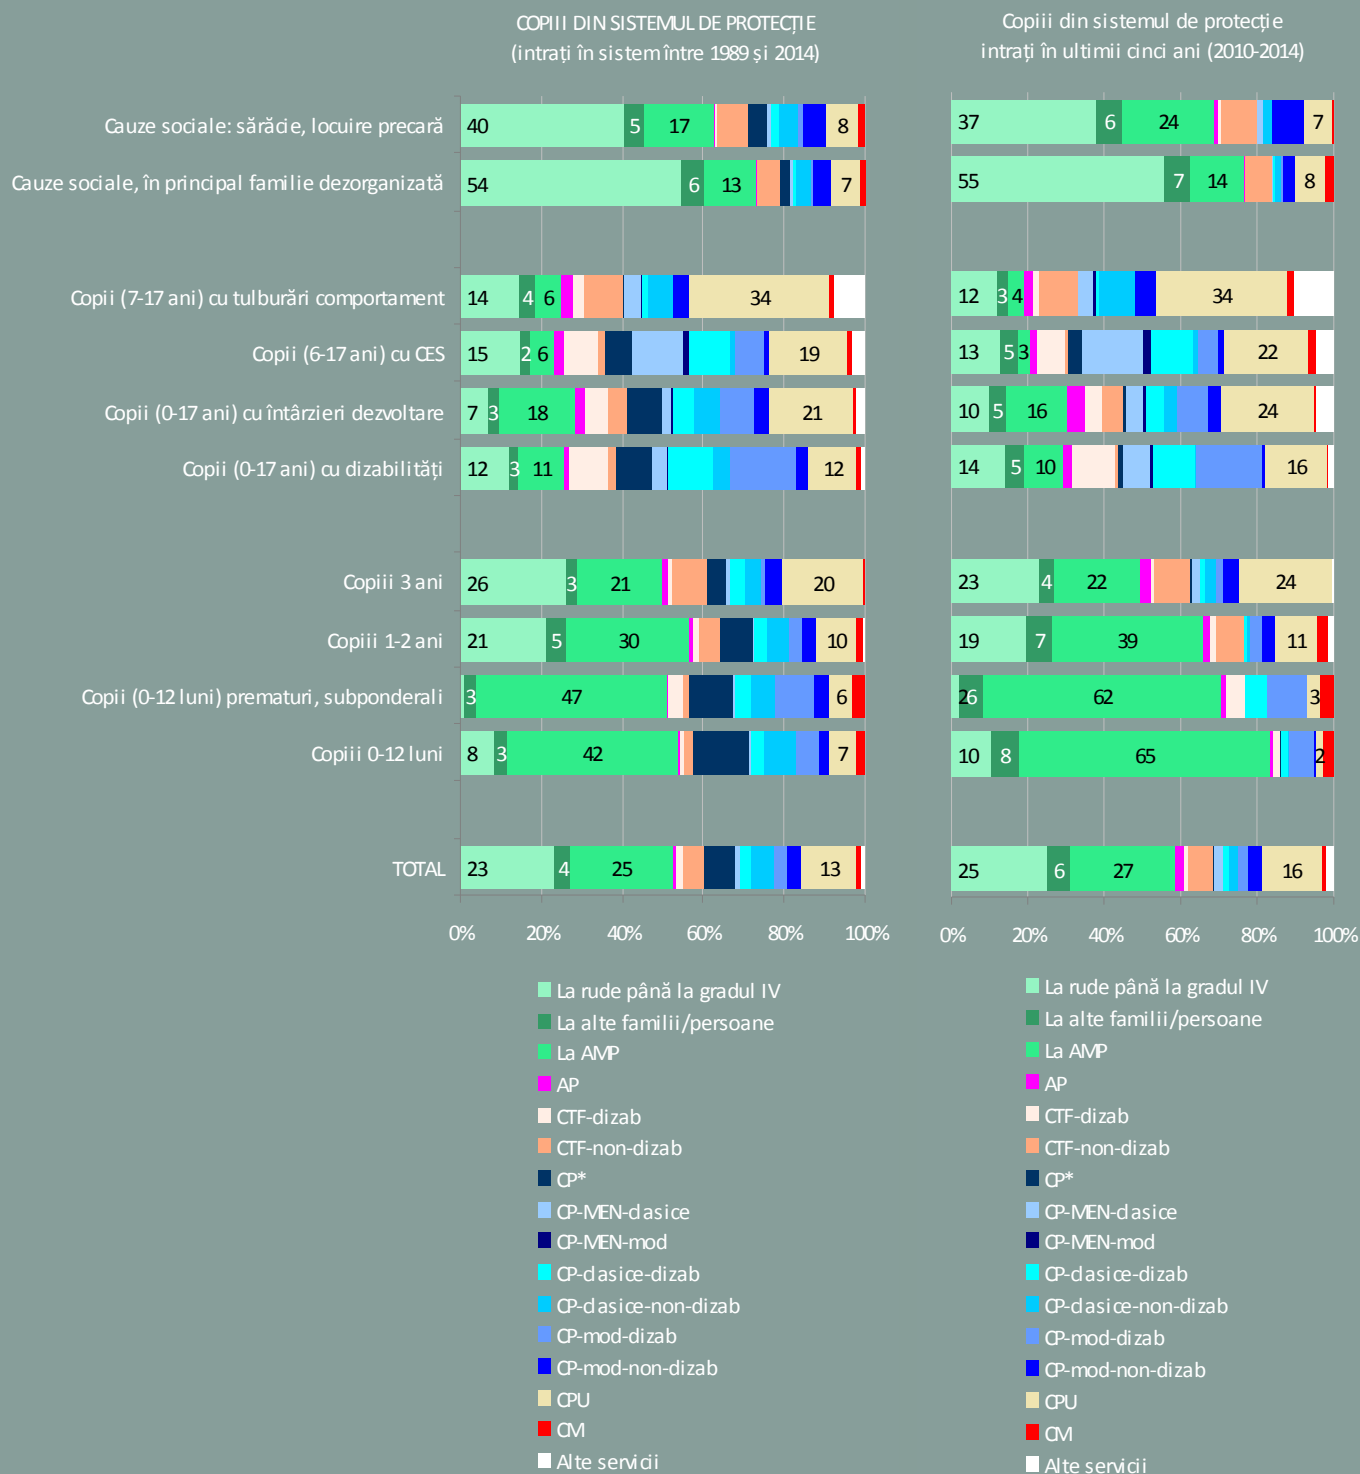 COPIII DIN SISTEMUL DE PROTECȚIE
(intrați în sistem între 1989 și 2014)
Copiii din sistemul de protecție
intrați în ultimii cinci ani (2010-2014)
Cauze sociale: sărăcie, locuire precară
40 5 17 8
37 6 24 7
Cauze sociale, în principal familie dezorganizată
54 6 13 7
55 7 14 8
Copii (7-17 ani) cu tulburări comportament
14 4 6 34
12 3 4 34
Copii (6-17 ani) cu CES
15 2 6 19
13 5 3 22
Copii (0-17 ani) cu întârzieri dezvoltare
7 3 18 21
10 5 16 24
Copii (0-17 ani) cu dizabilități
12 3 11 12
14 5 10 16
Copiii 3 ani
26 3 21 20
23 4 22 24
Copiii 1-2 ani
21 5 30 10
19 7 39 11
Copii (0-12 luni) prematuri, subponderali
3 47 6
2 6 62 3
Copiii 0-12 luni
8 3 42 7
10 8 65 2
TOTAL
23 4 25 13
25 6 27 16
0% 20% 40% 60% 80% 100%
0% 20% 40% 60% 80% 100%
La rude până la gradul IV
La alte familii/persoane
La AMP
AP
CTF-dizab
CTF-non-dizab
CP*
CP-MEN-clasice
CP-MEN-mod
CP-clasice-dizab
CP-clasice-non-dizab
CP-mod-dizab
CP-mod-non-dizab
CPU
CM
Alte servicii
La rude până la gradul IV
La alte familii/persoane
La AMP
AP
CTF-dizab
CTF-non-dizab
CP*
CP-MEN-clasice
CP-MEN-mod
CP-clasice-dizab
CP-clasice-non-dizab
CP-mod-dizab
CP-mod-non-dizab
CPU
CM
Alte servicii